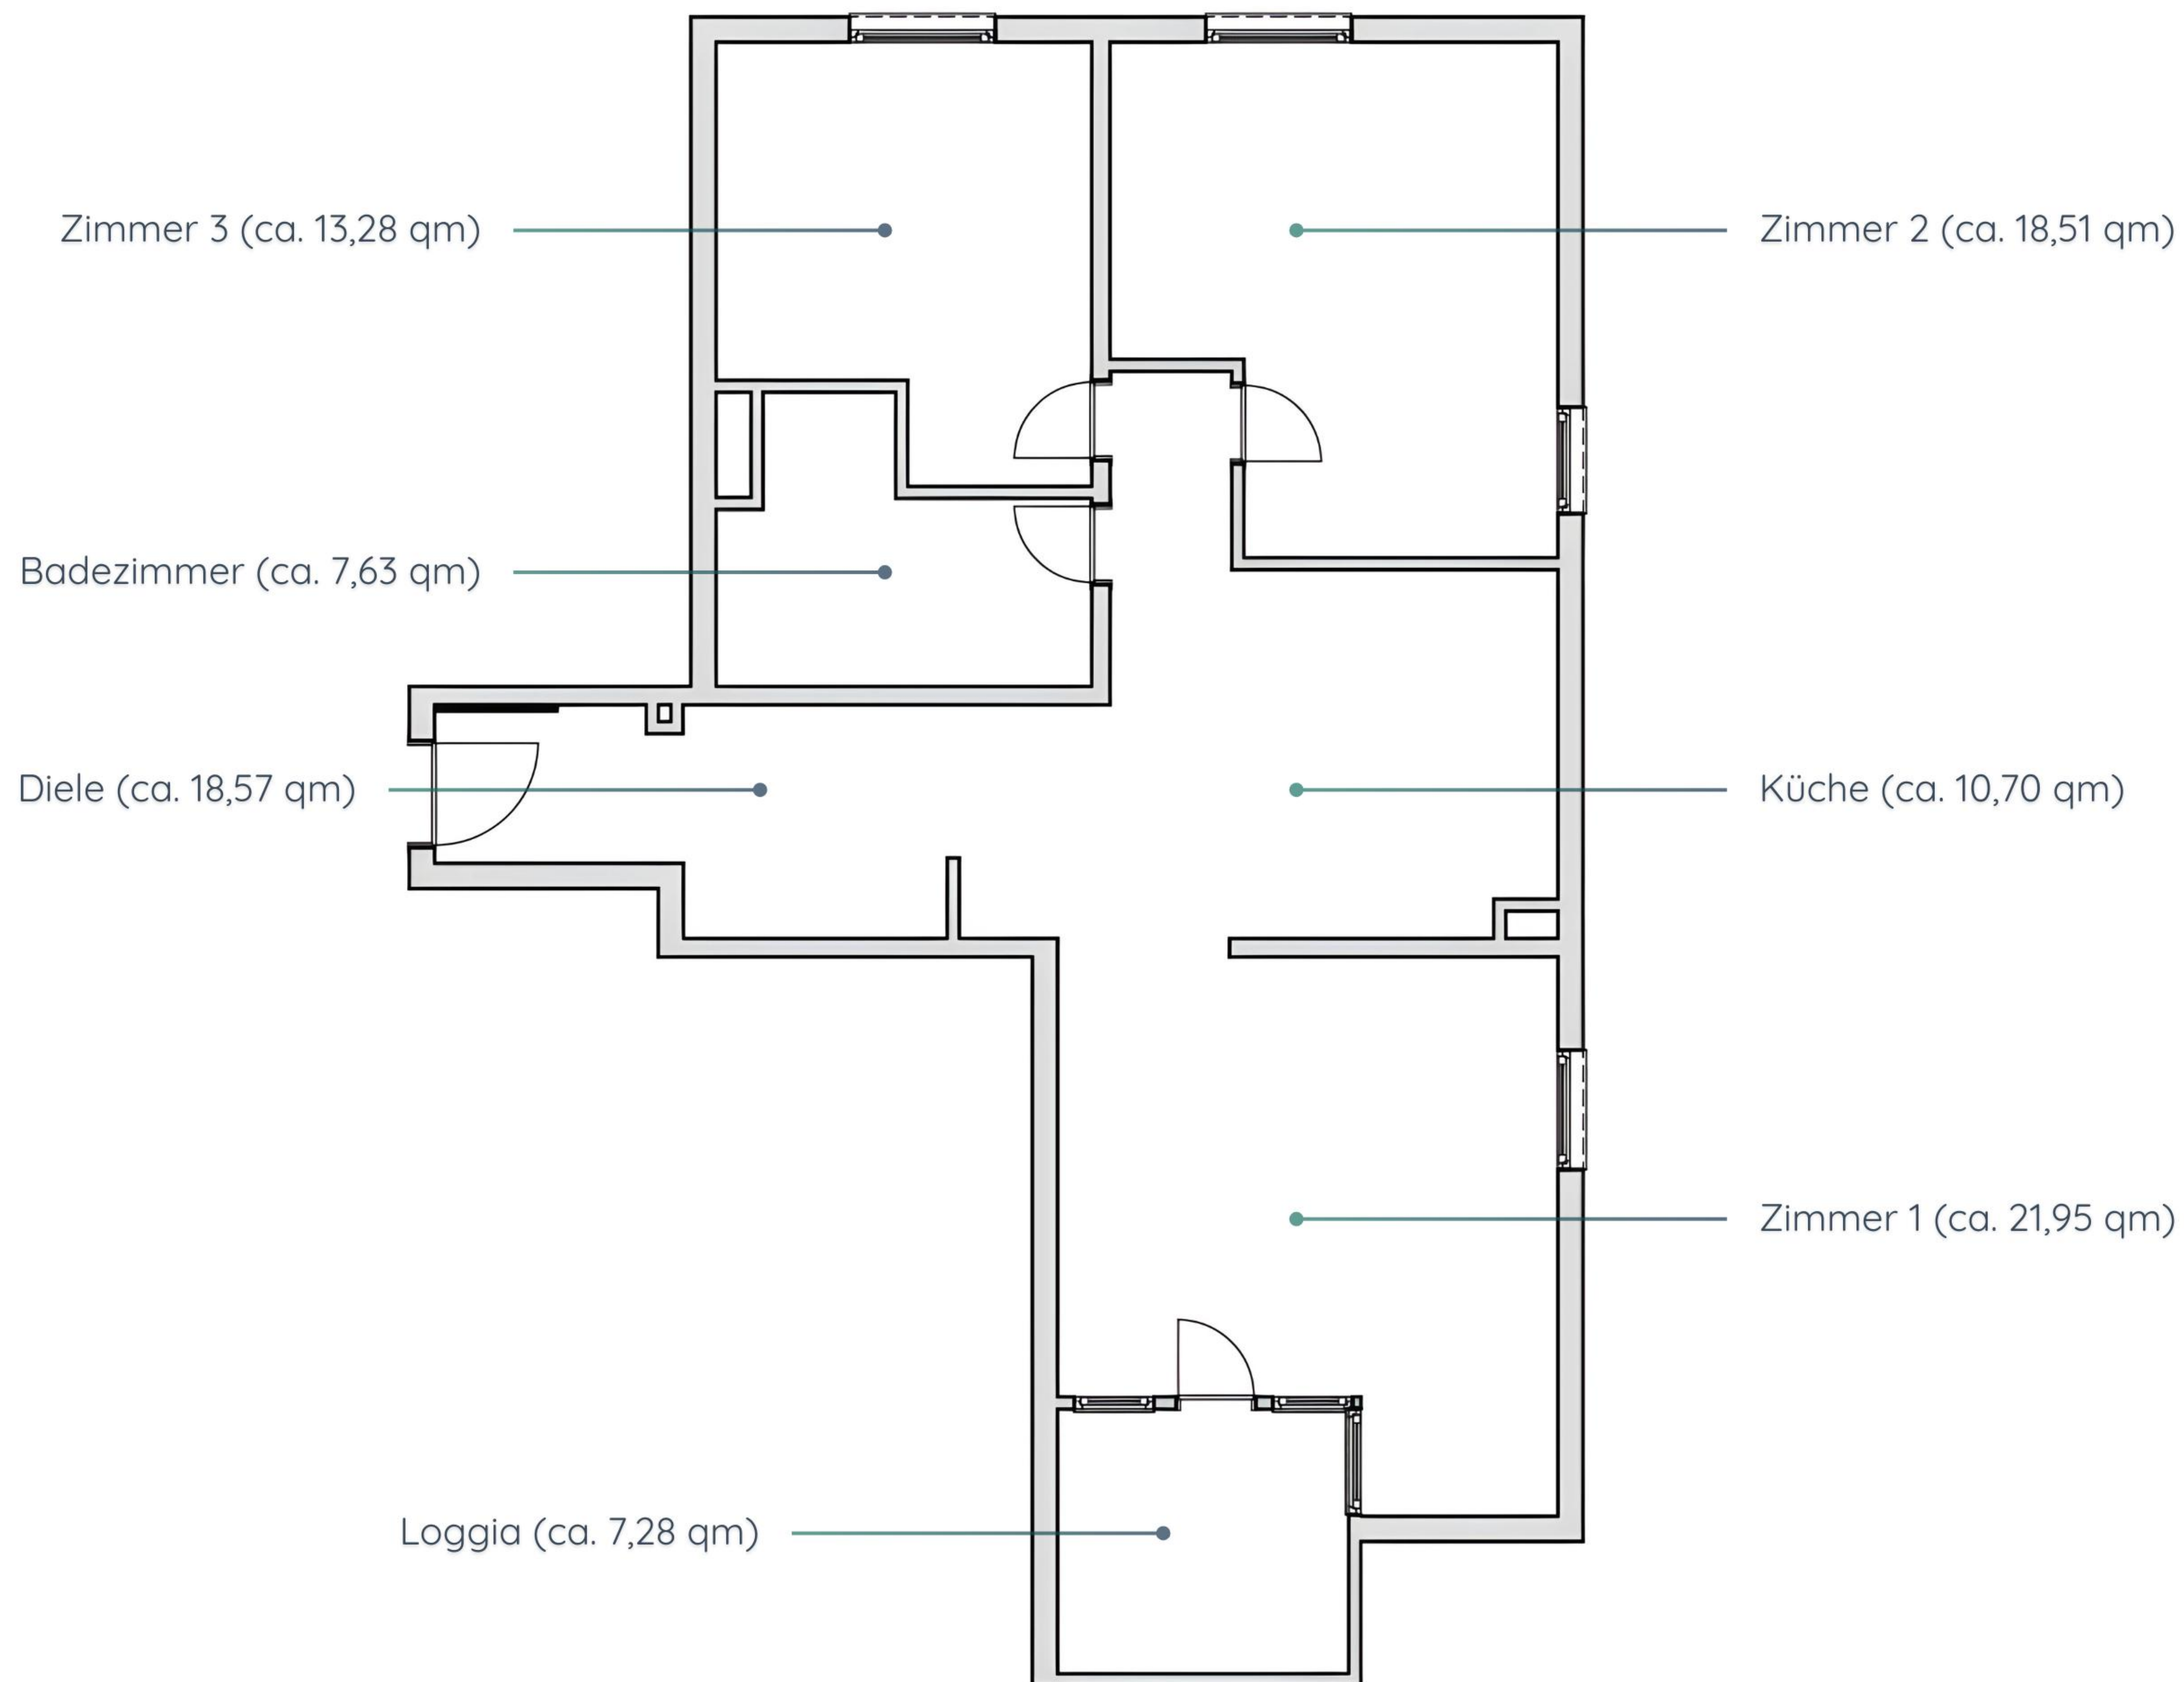 Zimmer 3 (ca. 13,28 qm)
Zimmer 2 (ca. 18,51 qm)
Badezimmer (ca. 7,63 qm)
Diele (ca. 18,57 qm)
Küche (ca. 10,70 qm)
Zimmer 1 (ca. 21,95 qm)
Loggia (ca. 7,28 qm)